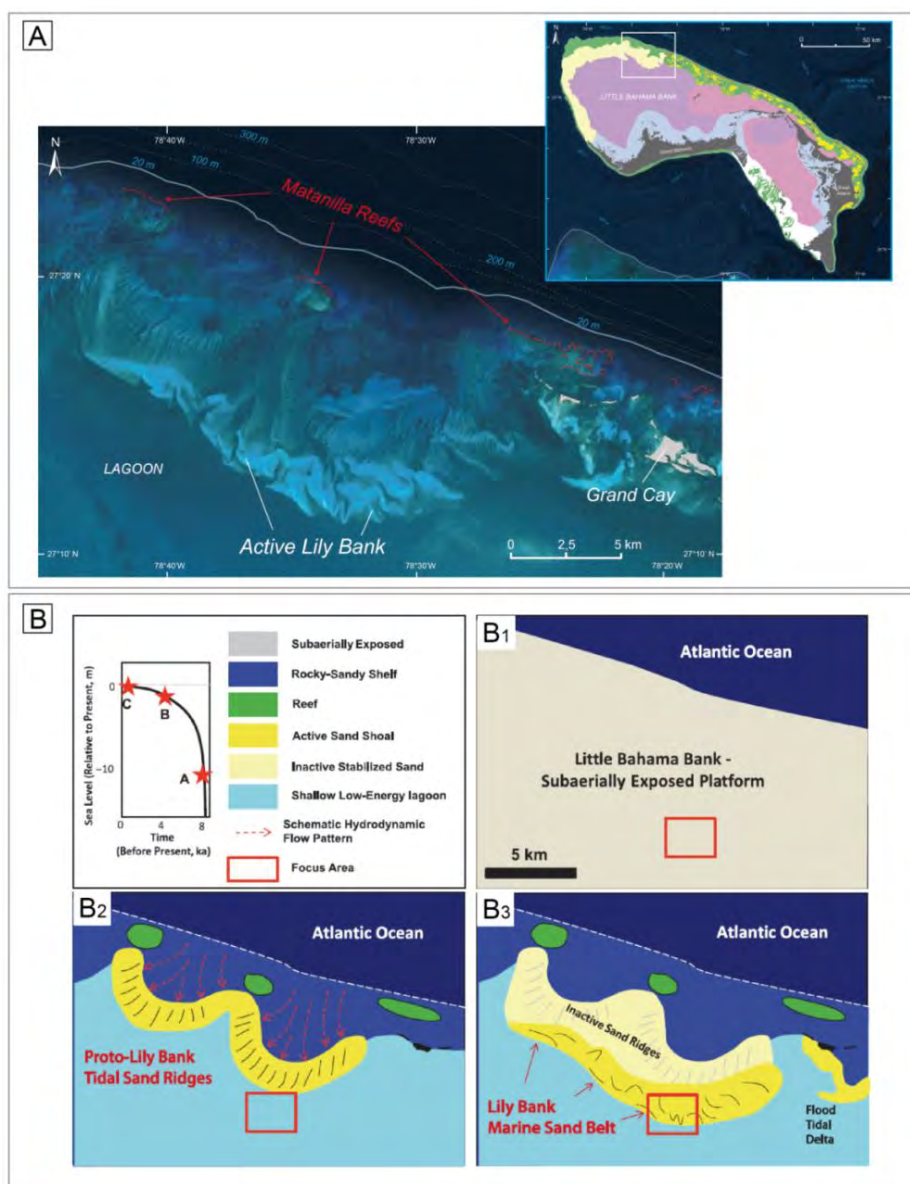 A
N
0
50 km
LITTLE BAHAMA BANK
N
78°40' W
78°30' W
300 m
100 m
20 m
Matanilla Reefs
200 m
27°20' N
20 m
LAGOON
Grand Cay
Active Lily Bank
0 2.5 5 km
27°10' N
27°10' N
78°40' W
78°30' W
78°20' W
B
Sea Level (Relative to Present, m)
0
-10
C
B
A
0 4 8
Time
(Before Present, ka)
Subaerially Exposed
Rocky-Sandy Shelf
Reef
Active Sand Shoal
Inactive Stabilized Sand
Shallow Low-Energy lagoon
Schematic Hydrodynamic
Flow Pattern
Focus Area
B1
Atlantic Ocean
Little Bahama Bank -
Subaerially Exposed Platform
5 km
B2
Atlantic Ocean
Proto-Lily Bank
Tidal Sand Ridges
B3
Atlantic Ocean
Inactive Sand Ridges
Lily Bank
Marine Sand Belt
Flood
Tidal
Delta